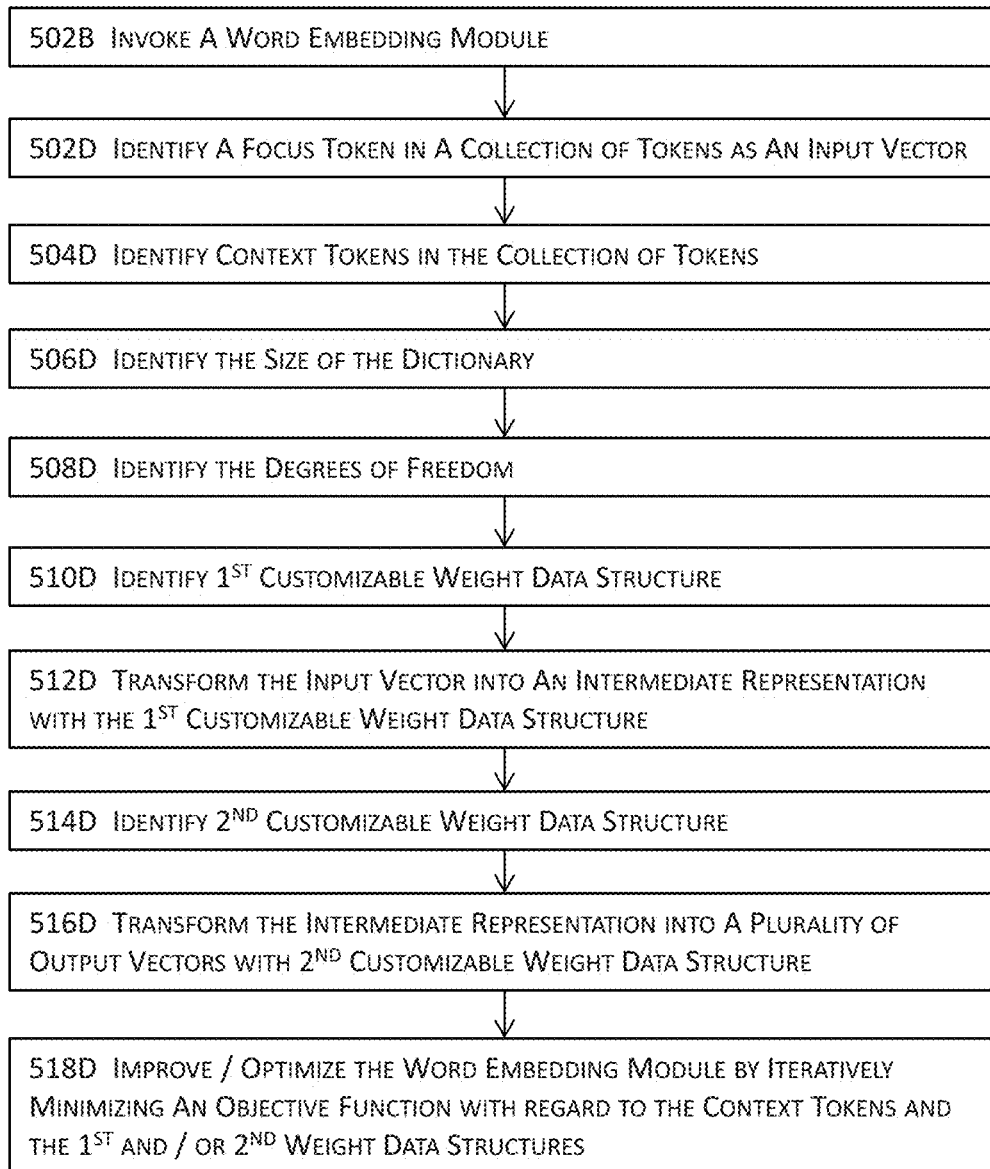 502B Invoke A Word Embedding Module
502D Identify A Focus Token in A Collection of Tokens as An Input Vector
504D Identify Context Tokens in the Collection of Tokens
506D Identify the Size of the Dictionary
508D Identify the Degrees of Freedom
510D Identify 1st Customizable Weight Data Structure
512D Transform the Input Vector into An Intermediate Representation
with the 1st Customizable Weight Data Structure
514D Identify 2nd Customizable Weight Data Structure
516D Transform the Intermediate Representation into A Plurality of
Output Vectors with 2nd Customizable Weight Data Structure
518D Improve / Optimize the Word Embedding Module by Iteratively
Minimizing An Objective Function with regard to the Context Tokens and
the 1st and / or 2nd Weight Data Structures